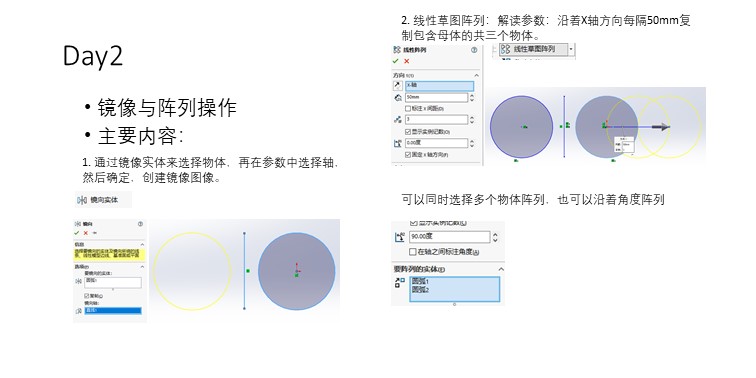 Day2
• 镜像与阵列操作
• 主要内容：
1. 通过镜像实体来选择物体，再在参数中选择轴，
然后确定，创建镜像图像。
镜向实体
镜向
信息
选项(P)
要镜向的实体：
圆弧1
复制(C)
镜向轴：
直线1
2. 线性草图阵列：解读参数：沿着X轴方向每隔50mm复
制包含母体的共三个物体。
线性阵列
线性草图阵列
方向 1(1)
X-轴
50mm
标注 X 间距(D)
3
显示实例记数(O)
0.00度
固定 X 轴方向(F)
可以同时选择多个物体阵列，也可以沿着角度阵列
显示实例记数(L)
90.00度
在轴之间标注角度(A)
要阵列的实体(E)
圆弧1
圆弧2